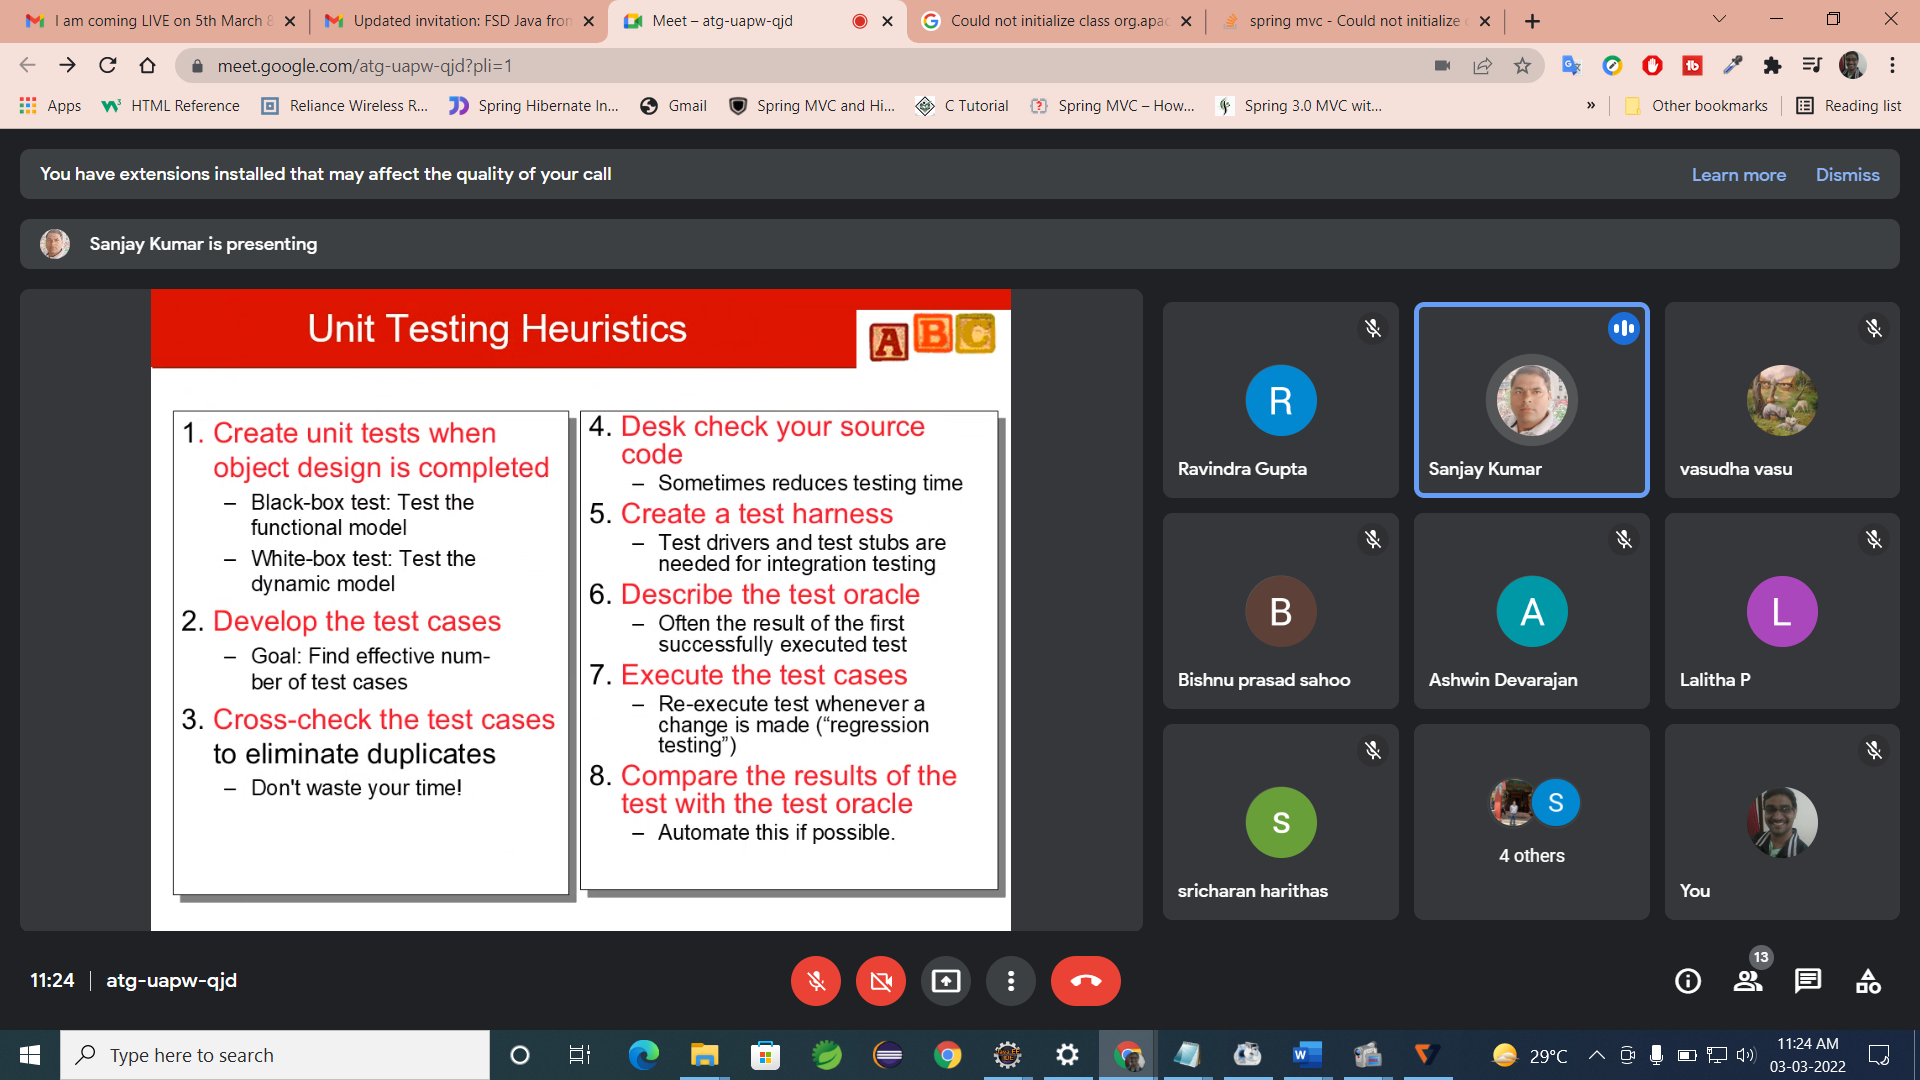 I am coming LIVE on 5th March 8
Updated invitation: FSD Java fron
Meet – atg-uapw-qjd
Could not initialize class org.apac
spring mvc - Could not initialize c
meet.google.com/atg-uapw-qjd?pli=1
Apps
HTML Reference
Reliance Wireless R...
Spring Hibernate In...
Gmail
Spring MVC and Hi...
C Tutorial
Spring MVC – How...
Spring 3.0 MVC wit...
»
Other bookmarks
Reading list
You have extensions installed that may affect the quality of your call
Learn more
Dismiss
Sanjay Kumar is presenting
Unit Testing Heuristics
A B C
1. Create unit tests when
object design is completed
– Black-box test: Test the
functional model
– White-box test: Test the
dynamic model
2. Develop the test cases
– Goal: Find effective num-
ber of test cases
3. Cross-check the test cases
to eliminate duplicates
– Don't waste your time!
4. Desk check your source
code
– Sometimes reduces testing time
5. Create a test harness
– Test drivers and test stubs are
needed for integration testing
6. Describe the test oracle
– Often the result of the first
successfully executed test
7. Execute the test cases
– Re-execute test whenever a
change is made (“regression
testing”)
8. Compare the results of the
test with the test oracle
– Automate this if possible.
R
Ravindra Gupta
Sanjay Kumar
vasudha vasu
B
Bishnu prasad sahoo
A
Ashwin Devarajan
L
Lalitha P
S
sricharan harithas
S
4 others
You
11:24
atg-uapw-qjd
13
Type here to search
29°C
11:24 AM
03-03-2022